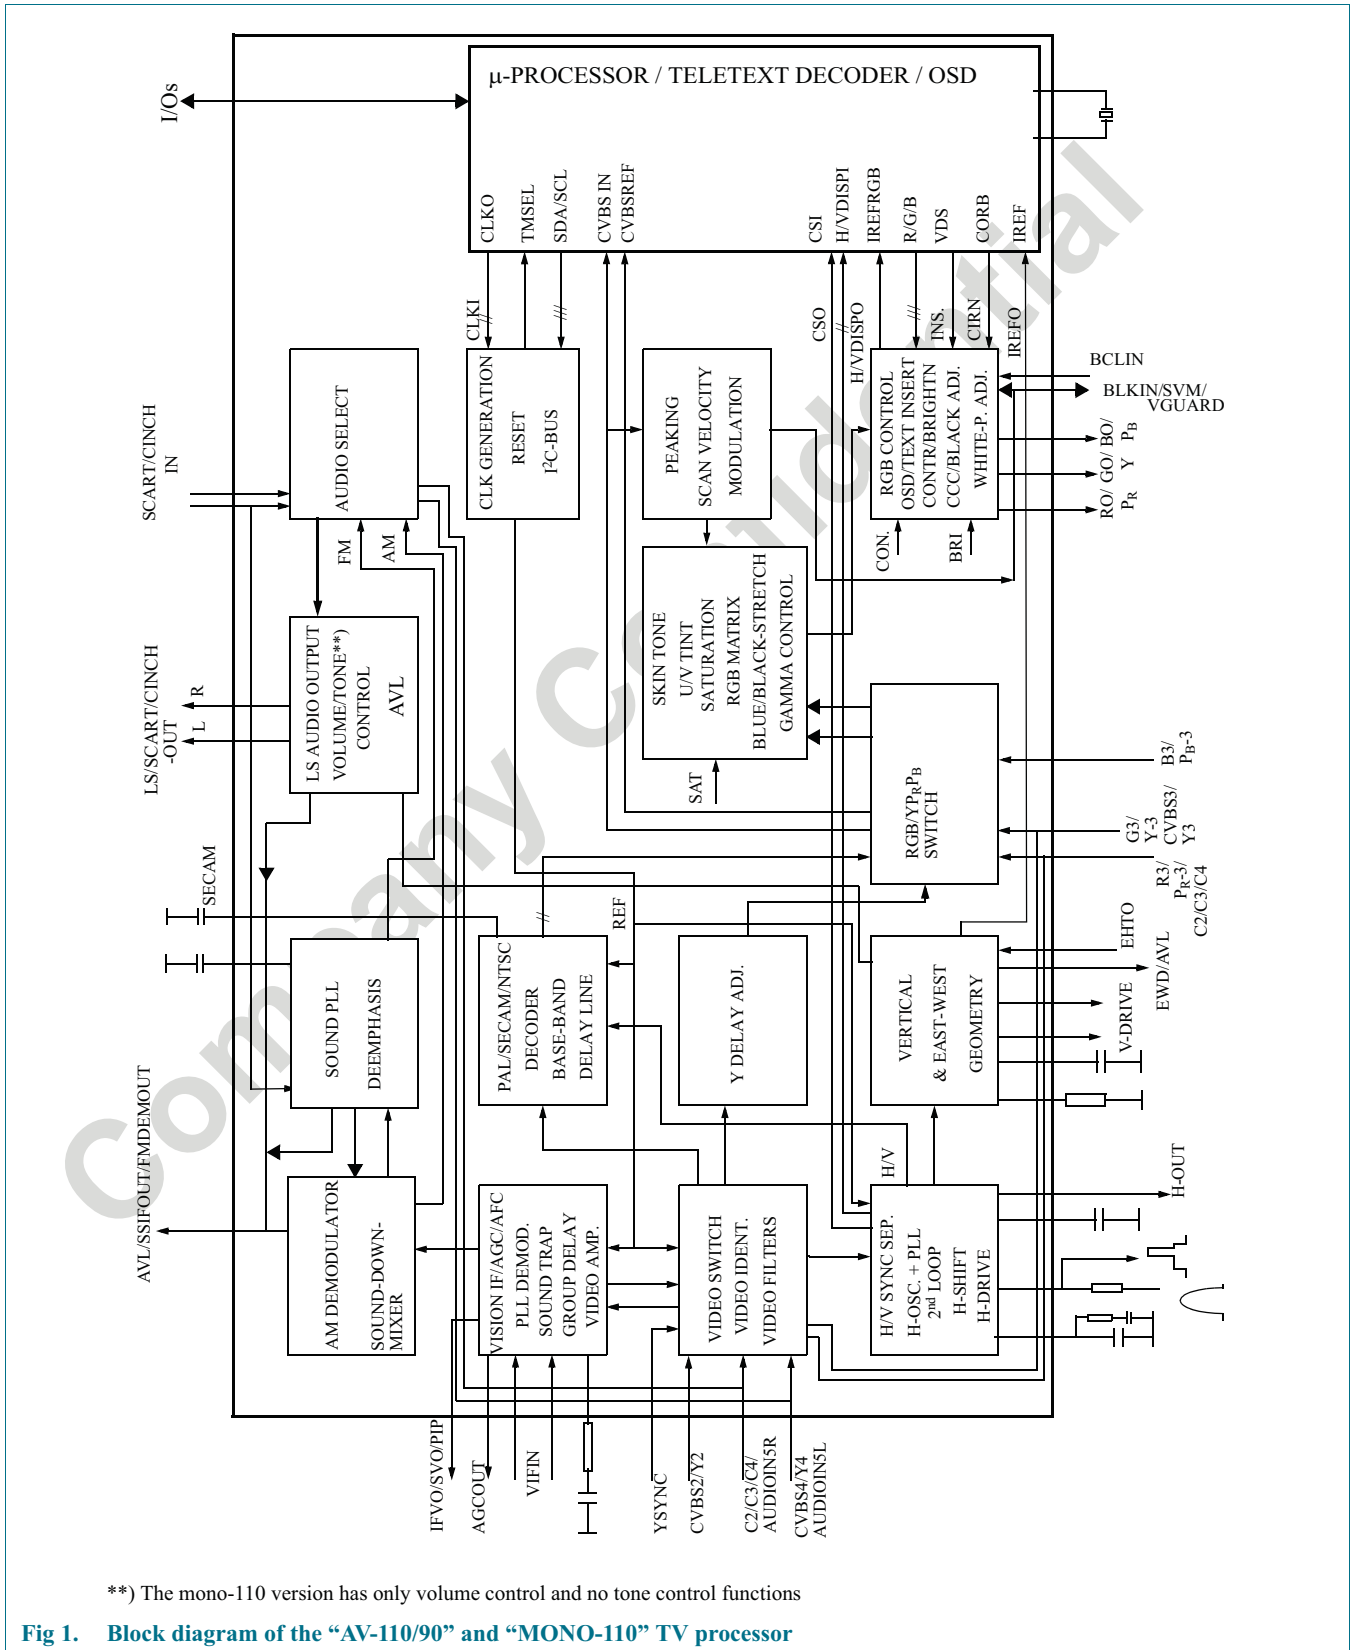 μ-PROCESSOR / TELETEXT DECODER / OSD
I/Os
CLKO
TMSEL
SDA/SCL
CVBS IN
CVBSREF
CSI
H/VDISPI
IREFRGB
R/G/B
VDS
CORB
IREF
CLKI
CSO
H/VDISPO
INS.
CIRN
IREFO
SCART/CINCH
IN
AUDIO SELECT
CLK GENERATION
RESET
I²C-BUS
PEAKING
SCAN VELOCITY
MODULATION
RGB CONTROL
OSD/TEXT INSERT
CONTR/BRIGHTN
CCC/BLACK ADJ.
WHITE-P. ADJ.
BCLIN
BLKIN/SVM/
VGUARD
BO/
P_B
GO/
Y
RO/
P_R
FM
AM
CON.
BRI
LS/SCART/CINCH
-OUT
R
L
LS AUDIO OUTPUT
VOLUME/TONE**)
CONTROL
AVL
SKIN TONE
U/V TINT
SATURATION
RGB MATRIX
BLUE/BLACK-STRETCH
GAMMA CONTROL
SAT
RGB/YP_RP_B
SWITCH
B3/
P_B-3
G3/
Y-3
CVBS3/
Y3
R3/
P_R-3/
C2/C3/C4
SECAM
REF
SOUND PLL
DEEMPHASIS
PAL/SECAM/NTSC
DECODER
BASE-BAND
DELAY LINE
Y DELAY ADJ.
VERTICAL
& EAST-WEST
GEOMETRY
EHTO
EWD/AVL
V-DRIVE
AVL/SSIFOUT/FMDEMOUT
AM DEMODULATOR
SOUND-DOWN-
MIXER
VISION IF/AGC/AFC
PLL DEMOD.
SOUND TRAP
GROUP DELAY
VIDEO AMP.
VIDEO SWITCH
VIDEO IDENT.
VIDEO FILTERS
H/V
H/V SYNC SEP.
H-OSC. + PLL
2nd LOOP
H-SHIFT
H-DRIVE
H-OUT
IFVO/SVO/PIP
AGCOUT
VIFIN
YSYNC
CVBS2/Y2
C2/C3/C4/
AUDIOIN5R
CVBS4/Y4
AUDIOIN5L
Company Confidential
**) The mono-110 version has only volume control and no tone control functions
Fig 1. Block diagram of the “AV-110/90” and “MONO-110” TV processor